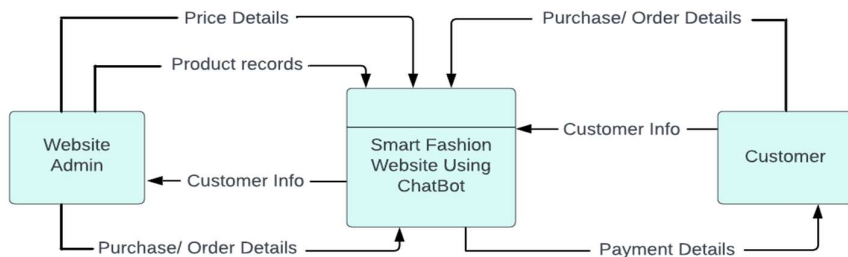 Price Details
Purchase/ Order Details
Product records
Website
Admin
Smart Fashion
Website Using
ChatBot
Customer Info
Customer
Customer Info
Purchase/ Order Details
Payment Details